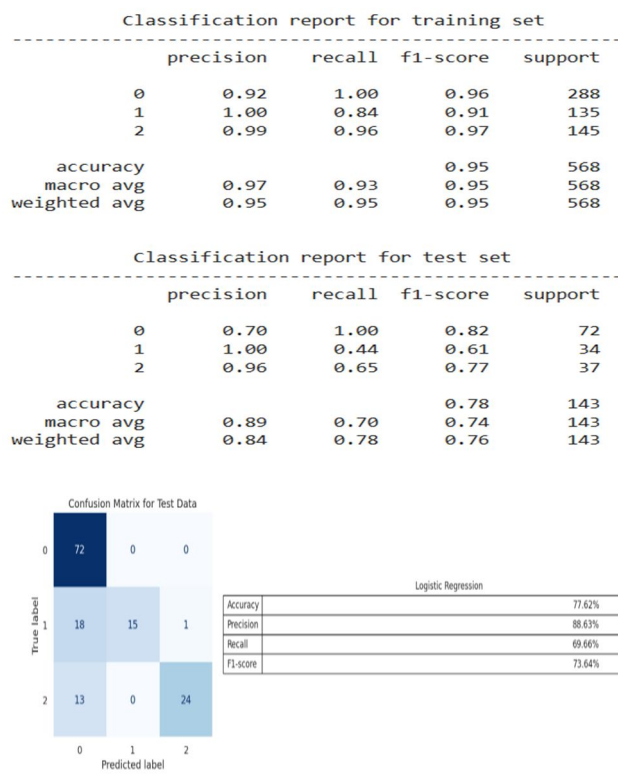 Classification report for training set
precision recall f1-score support
0 0.92 1.00 0.96 288
1 1.00 0.84 0.91 135
2 0.99 0.96 0.97 145
accuracy 0.95 568
macro avg 0.97 0.93 0.95 568
weighted avg 0.95 0.95 0.95 568
Classification report for test set
precision recall f1-score support
0 0.70 1.00 0.82 72
1 1.00 0.44 0.61 34
2 0.96 0.65 0.77 37
accuracy 0.78 143
macro avg 0.89 0.70 0.74 143
weighted avg 0.84 0.78 0.76 143
Confusion Matrix for Test Data
True label
0 72 0 0
1 18 15 1
2 13 0 24
0 1 2
Predicted label
Logistic Regression
Accuracy 77.62%
Precision 88.63%
Recall 69.66%
F1-score 73.64%